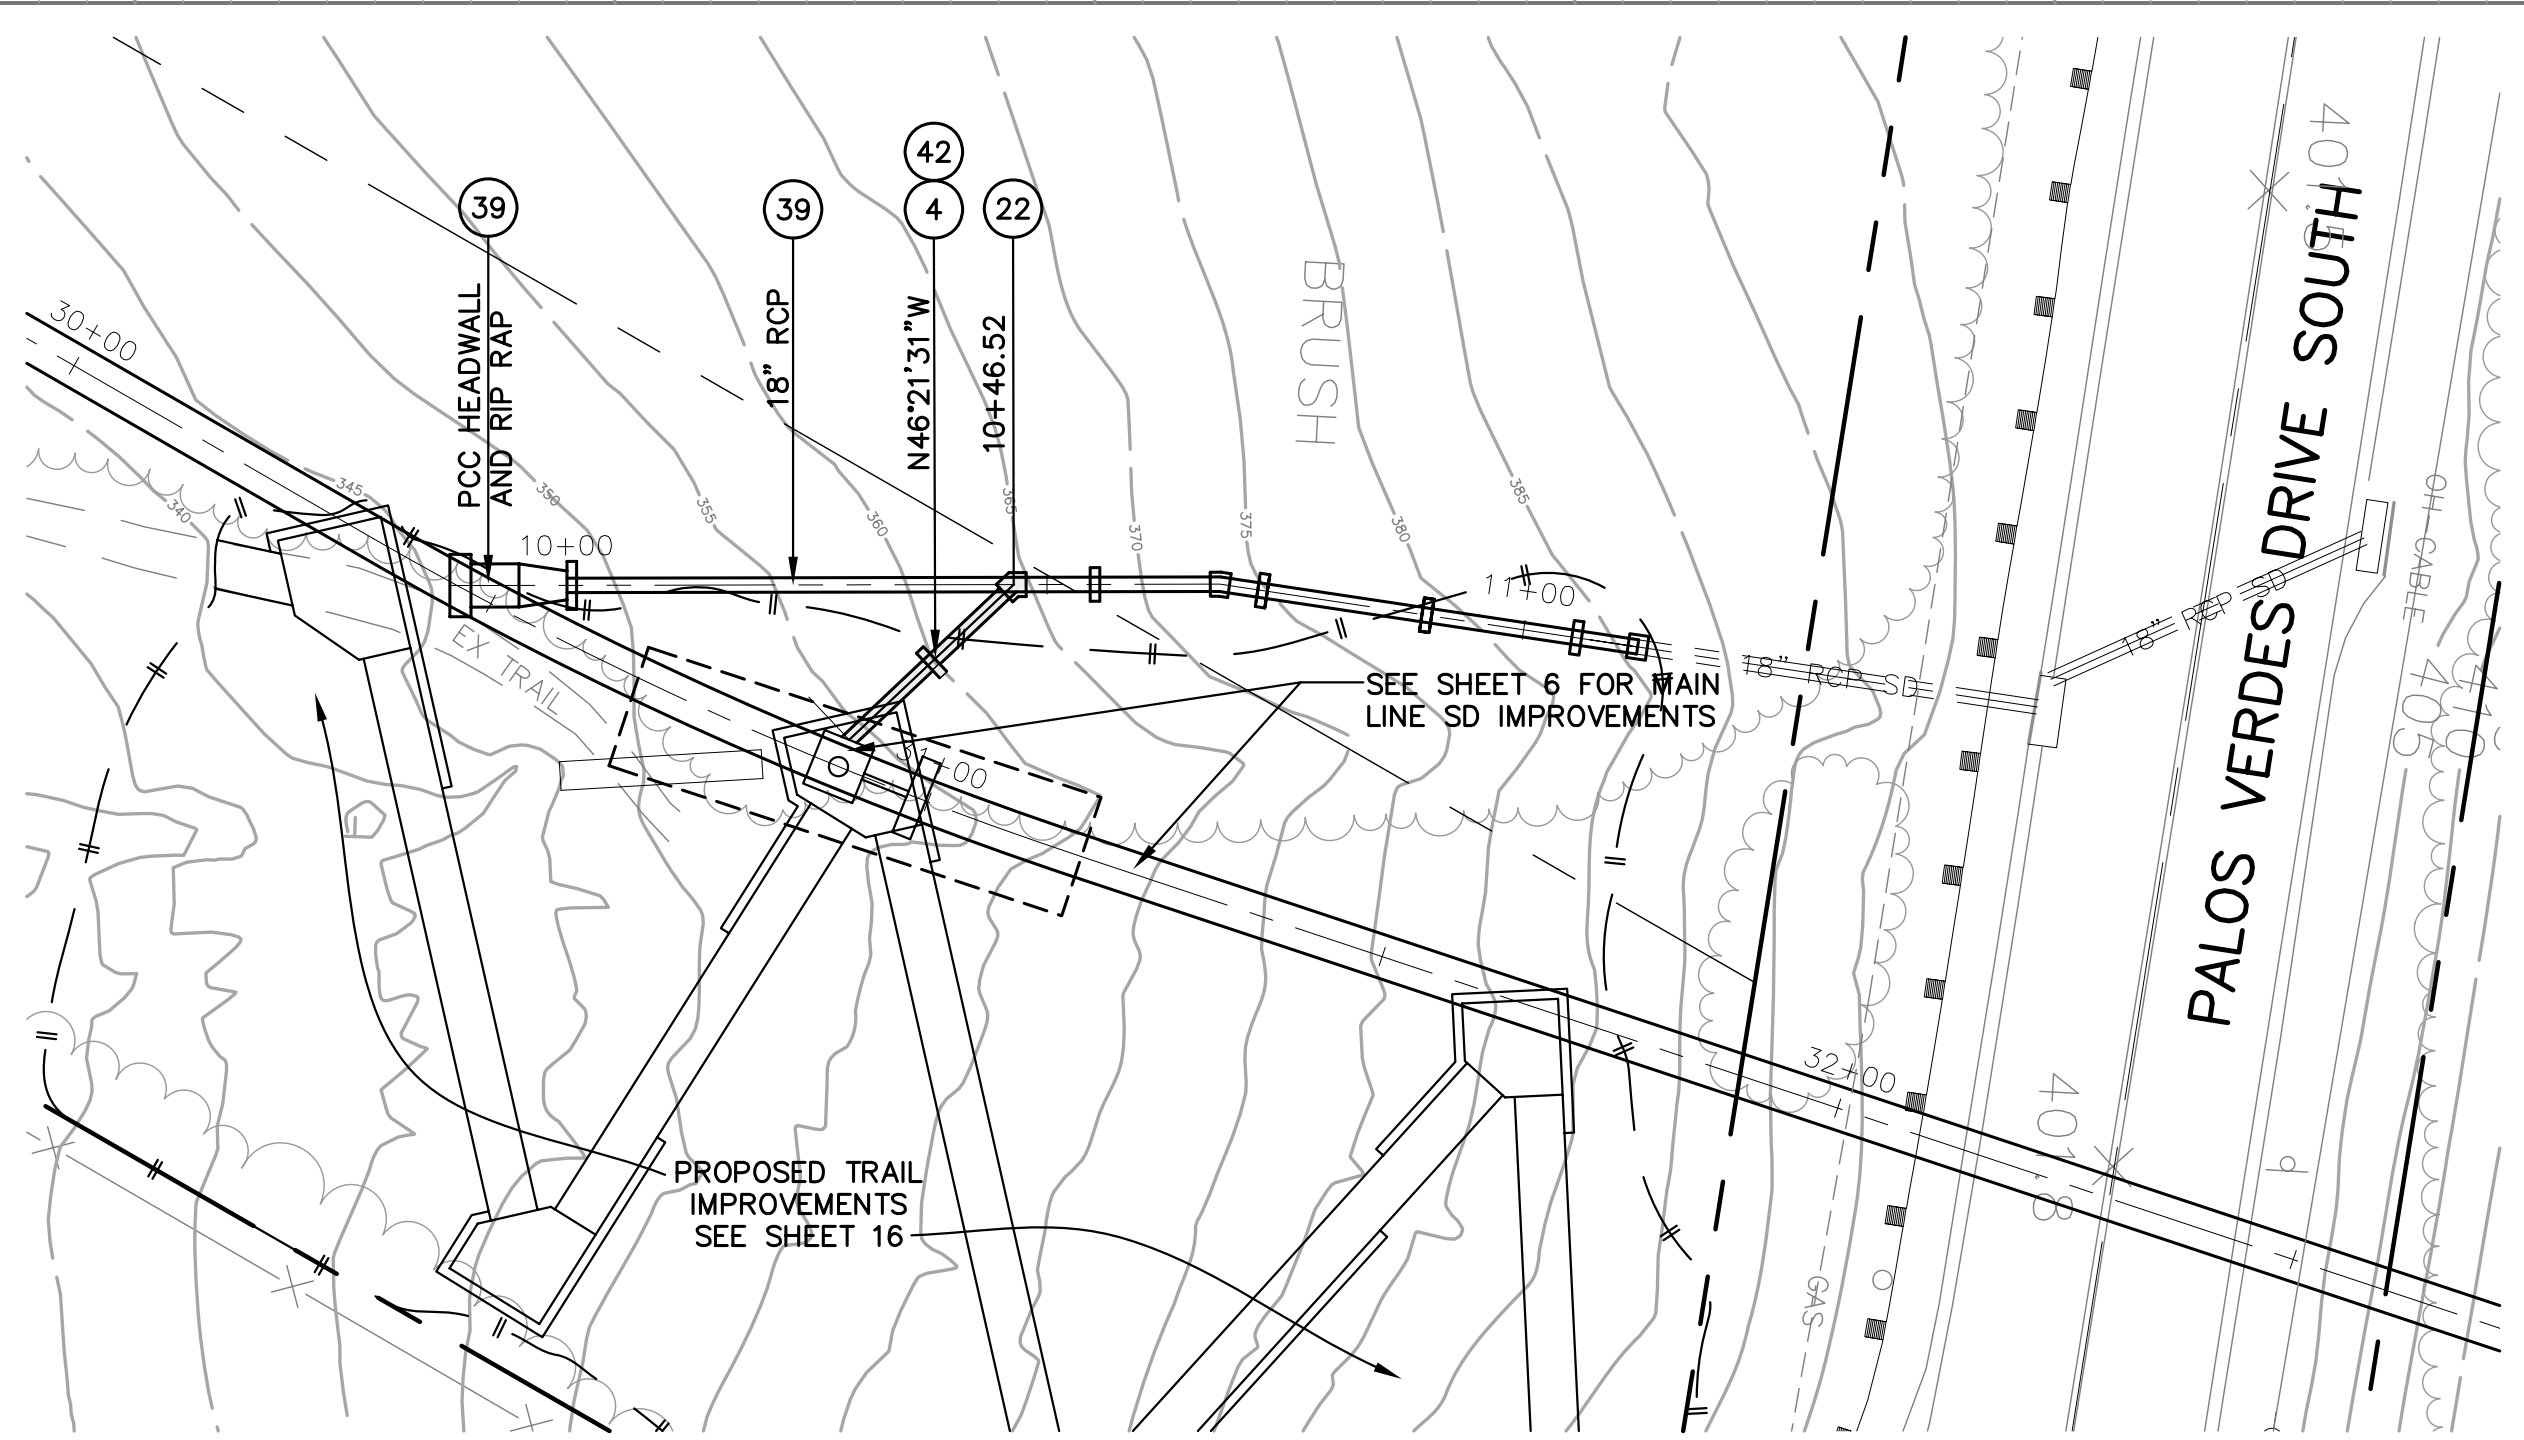 42
39
39
4
22
PCC HEADWALL
AND RIP RAP
18" RCP
N46°21'31"W
10+46.52
BRUSH
30+00
10+00
11+00
31+00
32+00
340
345
350
355
360
365
370
375
380
385
EX TRAIL
SEE SHEET 6 FOR MAIN
LINE SD IMPROVEMENTS
18" RCP SD
18" RCP SD
PROPOSED TRAIL
IMPROVEMENTS
SEE SHEET 16
PALOS VERDES DRIVE SOUTH
OH CABLE
405
410
401.8
GAS